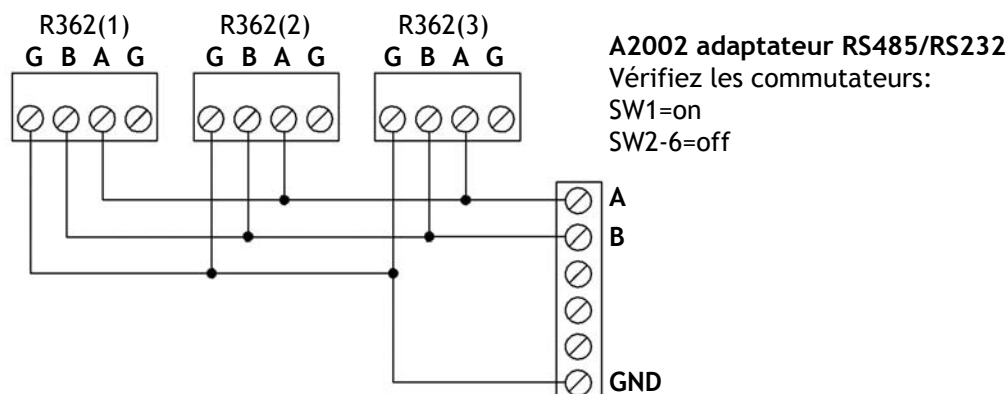 R362(1) R362(2) R362(3)
G B A G G B A G G B A G
A2002 adaptateur RS485/RS232
Vérifiez les commutateurs:
SW1=on
SW2-6=off
A
B
GND